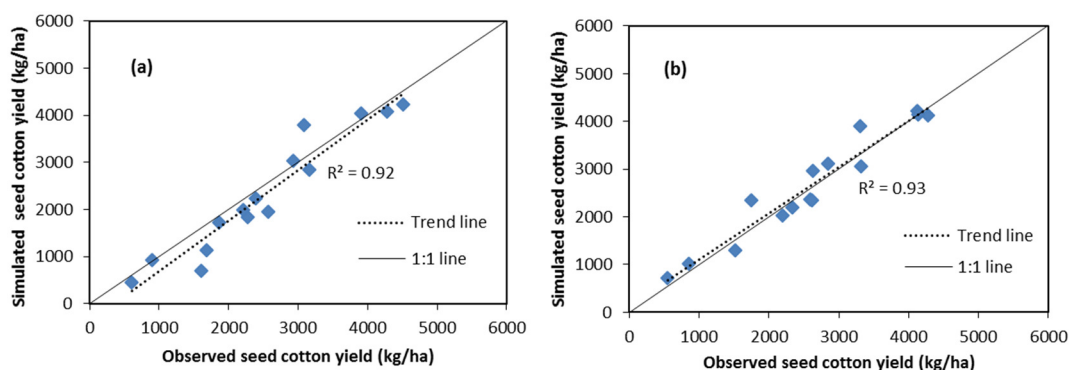 6000
5000
4000
3000
2000
1000
0
Simulated seed cotton yield (kg/ha)
(a)
R² = 0.92
Trend line
1:1 line
0 1000 2000 3000 4000 5000 6000
Observed seed cotton yield (kg/ha)
6000
5000
4000
3000
2000
1000
0
Simulated seed cotton yield (kg/ha)
(b)
R² = 0.93
Trend line
1:1 line
0 1000 2000 3000 4000 5000 6000
Observed seed cotton yield (kg/ha)